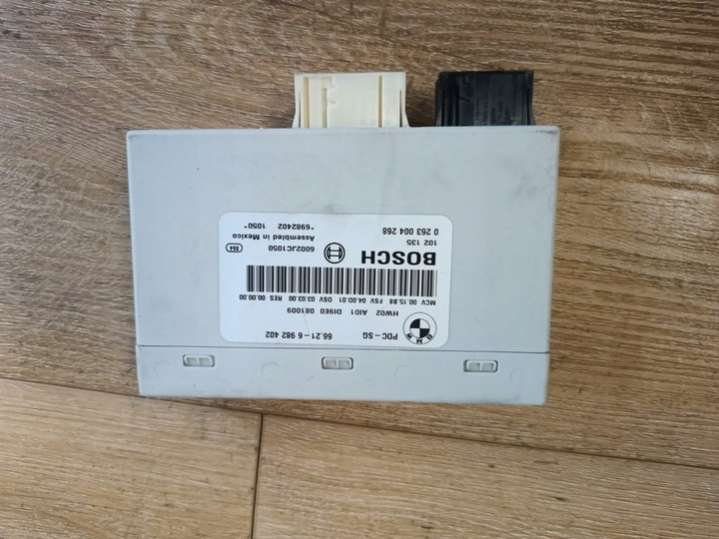 PDC-SG 66.21-6 982 402
HW02 AI01 DI9E0 081009
MCV 00.15.88 FSV 04.00.01 OSV 03.03.00 RES 00.00.00
BOSCH
102 135
0 263 004 268
6002JC1050
Assembled in Mexico
*6982402 1050*
BMW